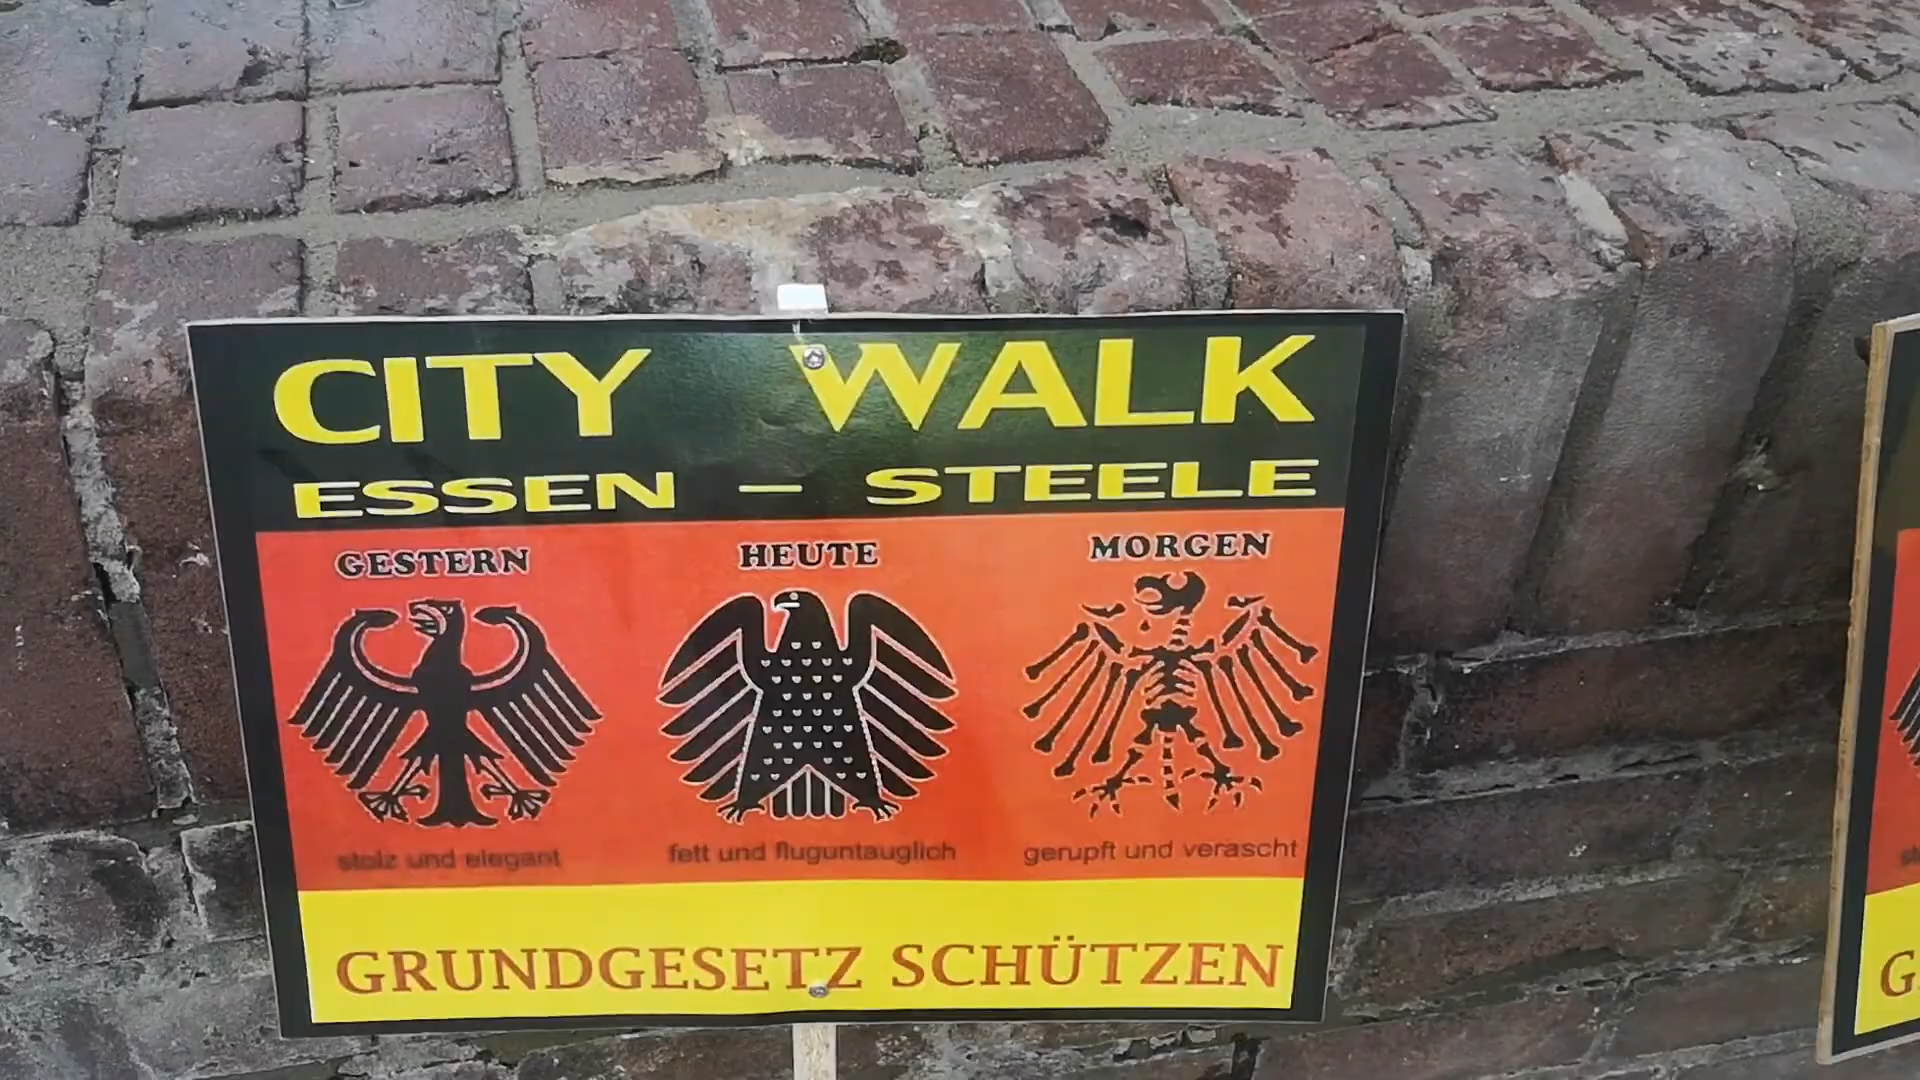 CITY WALK
ESSEN – STEELE
GESTERN HEUTE MORGEN
stolz und elegant fett und fluguntauglich gerupft und verascht
GRUNDGESETZ SCHÜTZEN
G